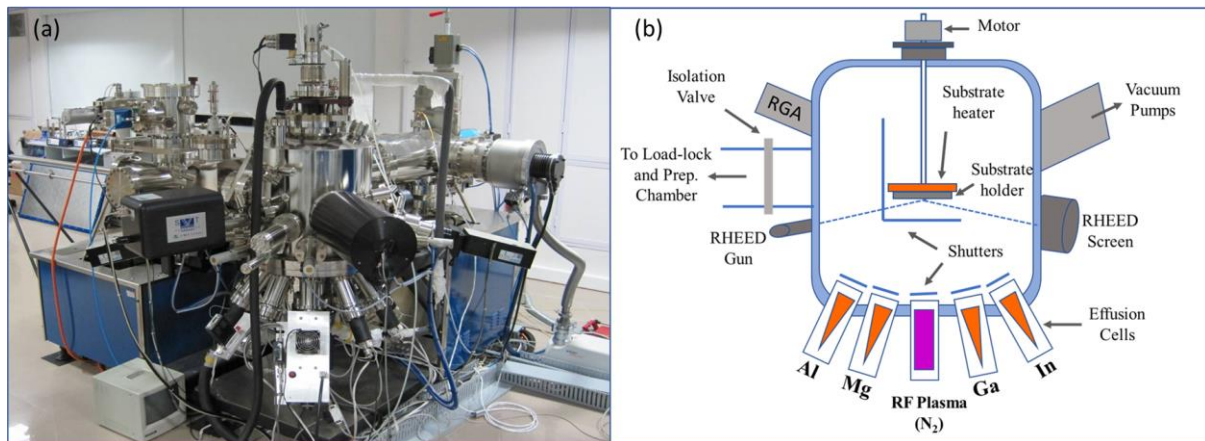 (a)
(b)
Motor
Isolation
Valve
RGA
Substrate
heater
Vacuum
Pumps
To Load-lock
and Prep.
Chamber
Substrate
holder
RHEED
Gun
RHEED
Screen
Shutters
Effusion
Cells
Al
Mg
Ga
In
RF Plasma
(N₂)